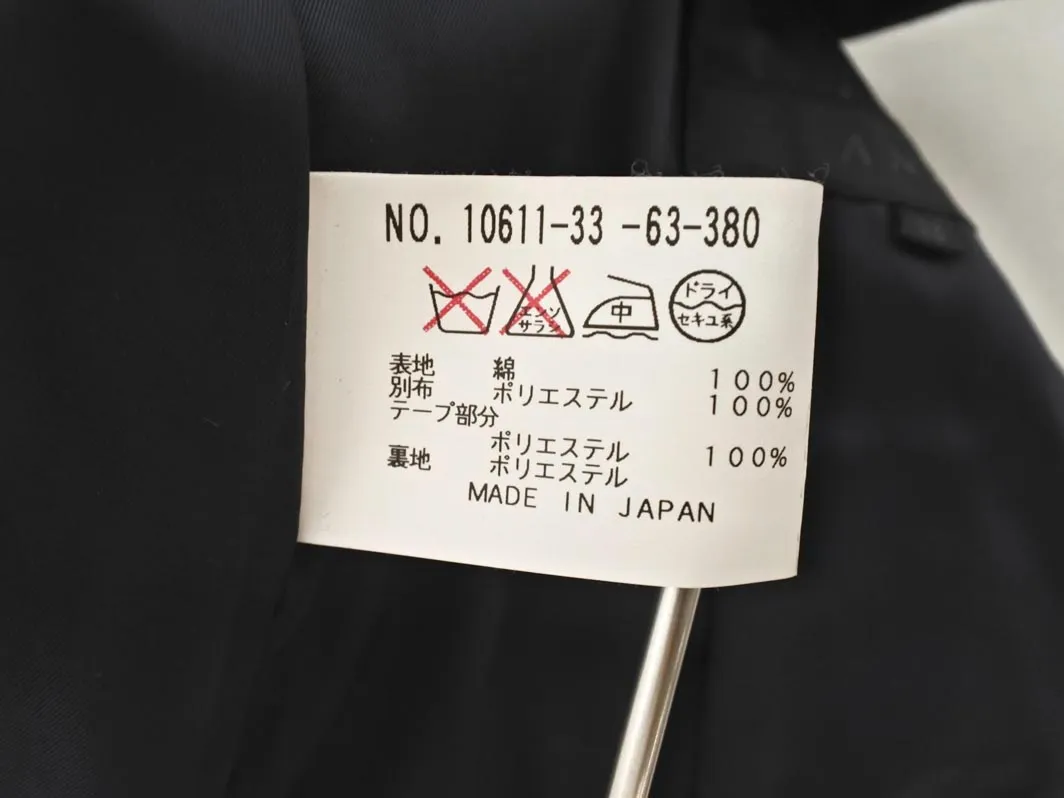 NO. 10611-33 -63-380
エンソ
サラシ
中
ドライ
セキユ系
表地 綿 100%
別布 ポリエステル 100%
テープ部分
ポリエステル 100%
裏地 ポリエステル
MADE IN JAPAN